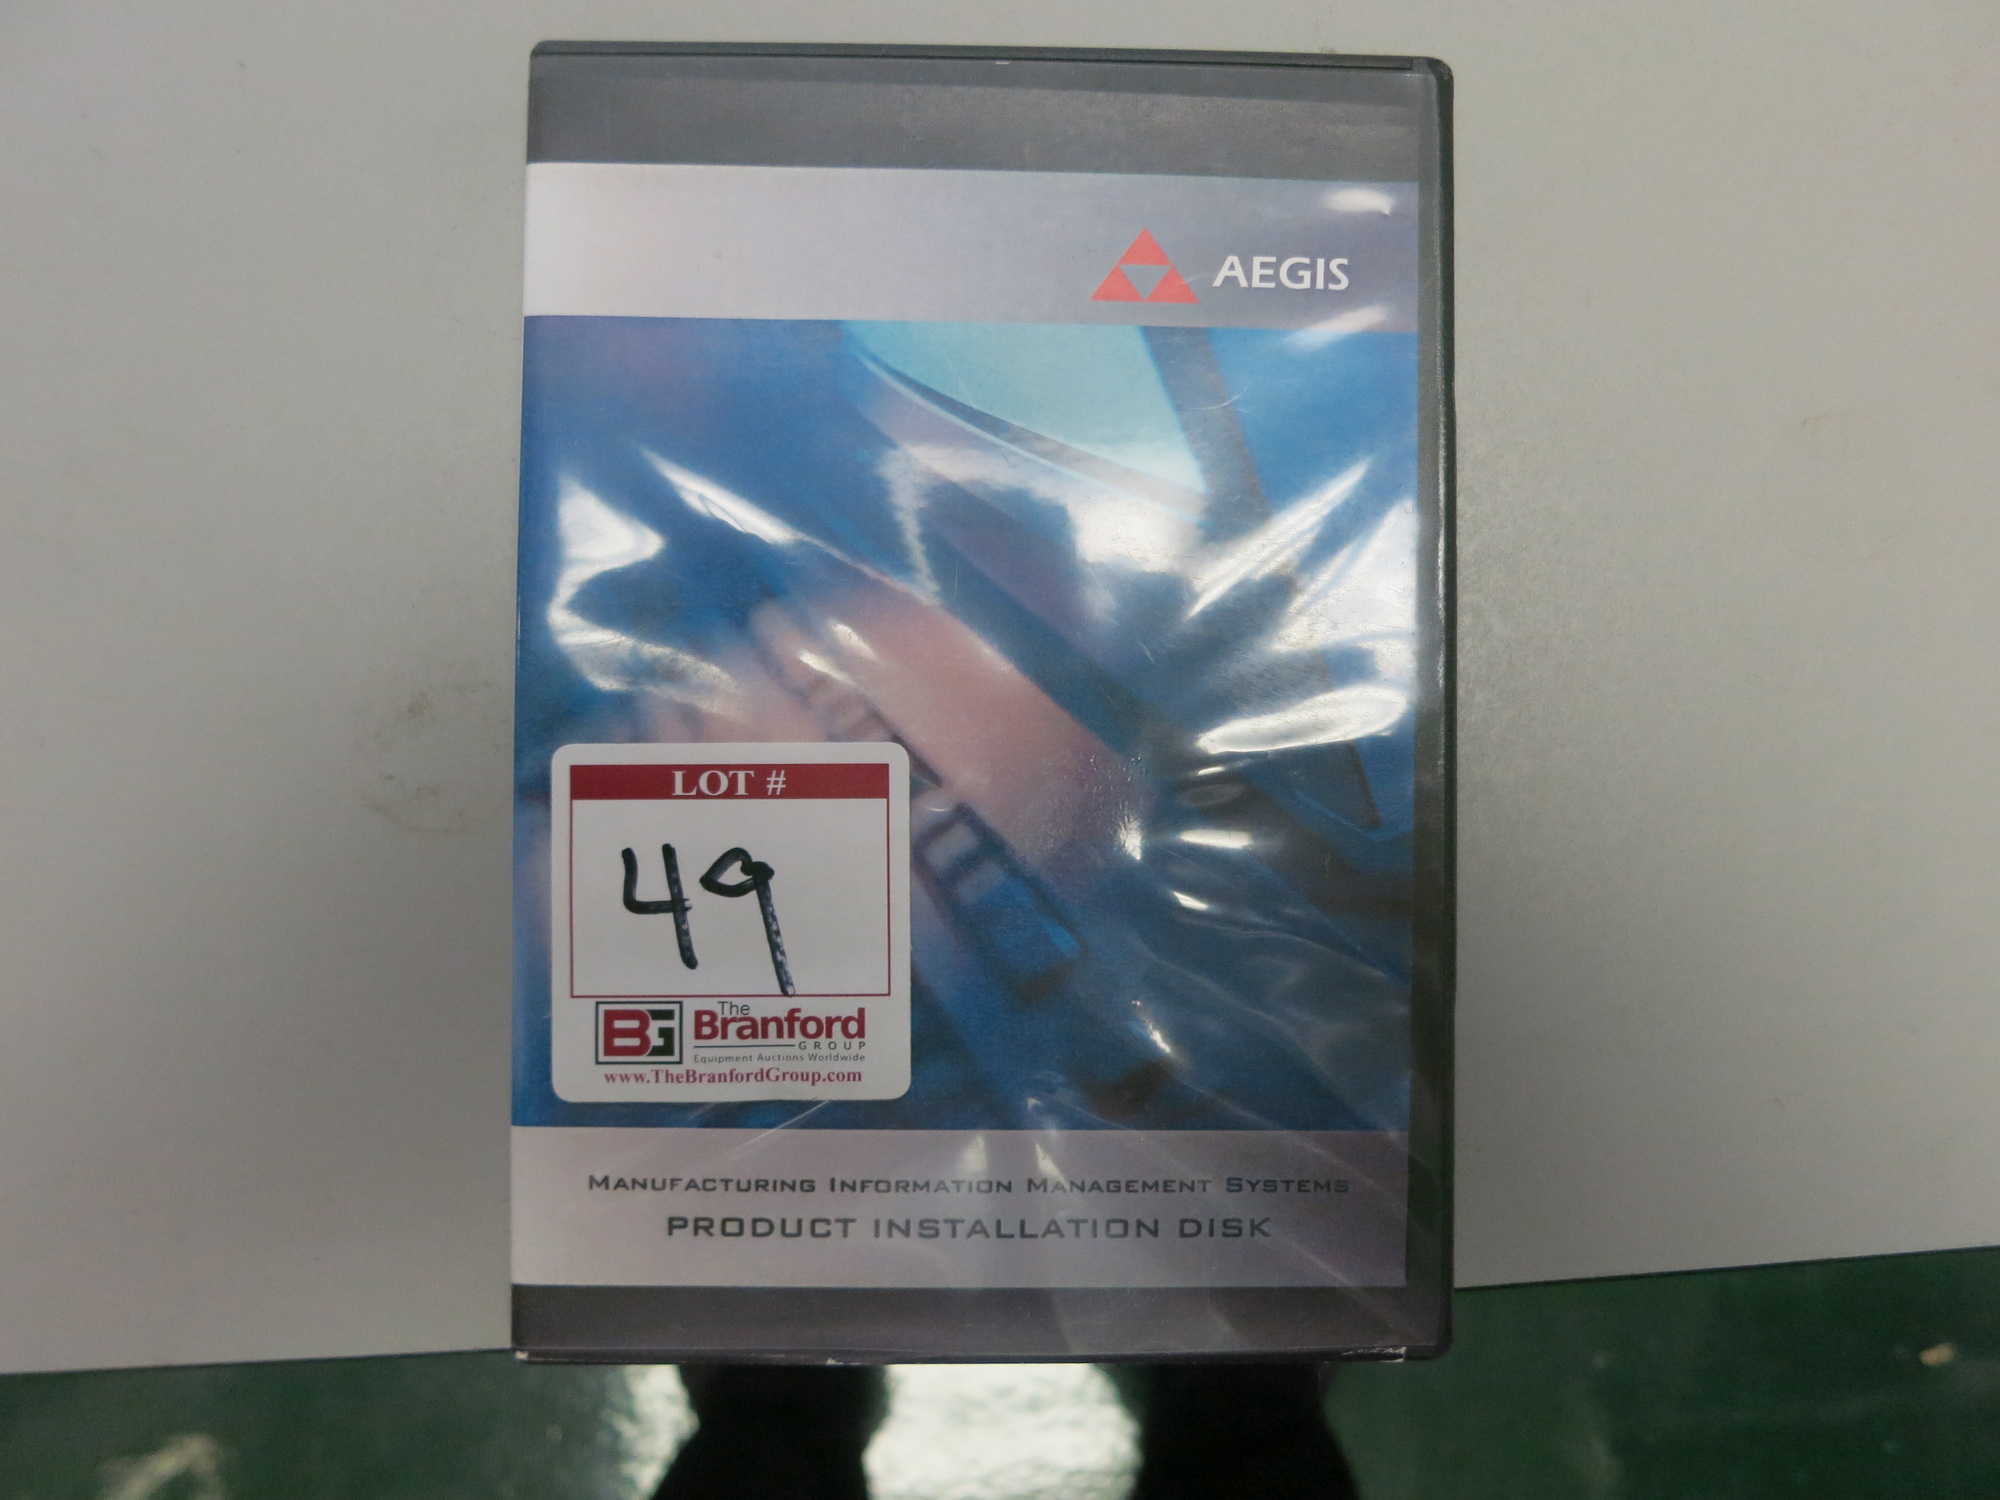 AEGIS
LOT #
49
BG
The
Branford
GROUP
Equipment Auctions Worldwide
www.TheBranfordGroup.com
MANUFACTURING INFORMATION MANAGEMENT SYSTEMS
PRODUCT INSTALLATION DISK